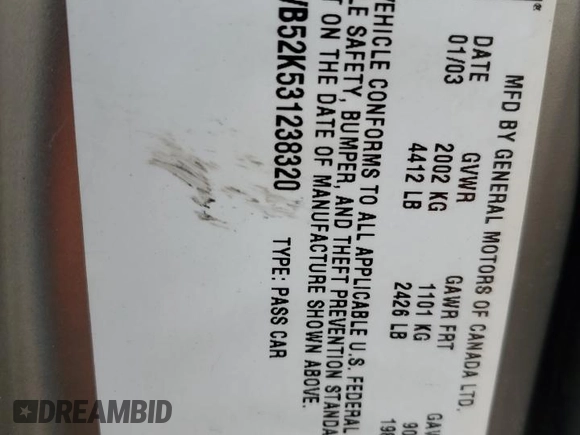 MFD BY GENERAL MOTORS OF CANADA LTD.
DATE GVWR GAWR FRT
01/03 2002 KG 1101 KG
4412 LB 2426 LB
VEHICLE CONFORMS TO ALL APPLICABLE U.S. FEDERAL
SAFETY, BUMPER, AND THEFT PREVENTION
ON THE DATE OF MANUFACTURE SHOWN ABOVE.
B52K531238320 TYPE: PASS CAR
DREAMBID